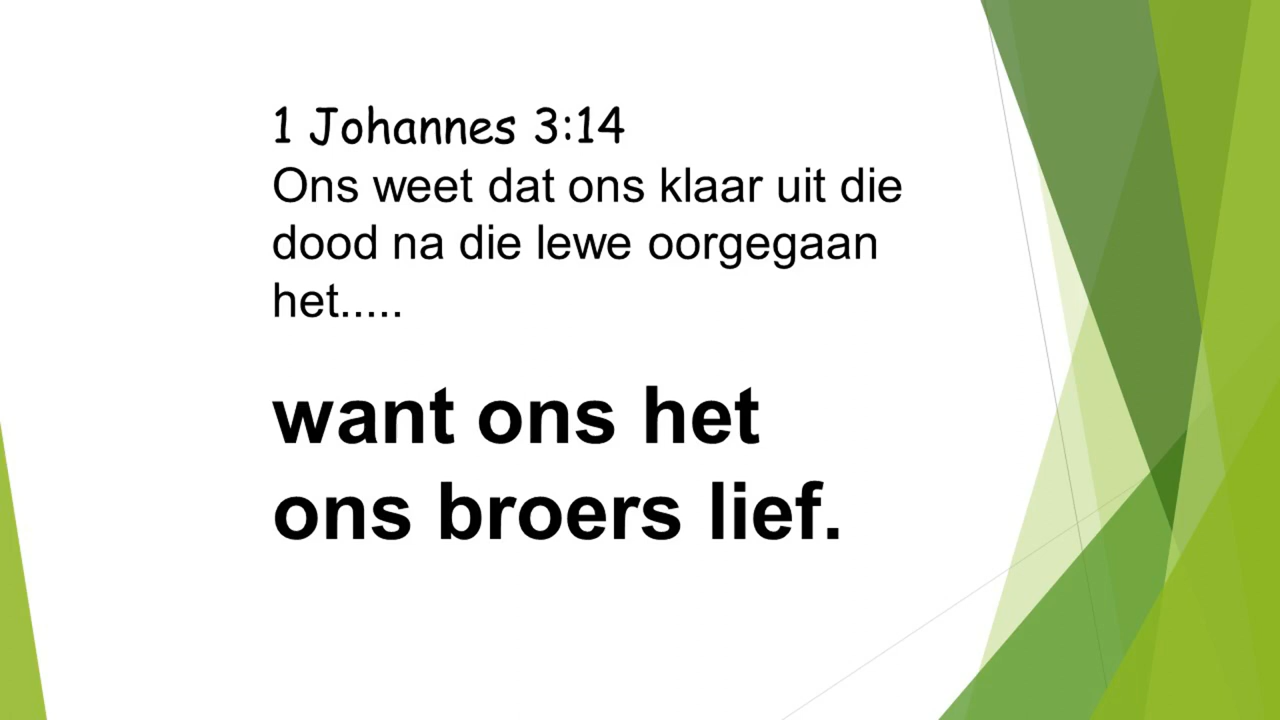 1 Johannes 3:14
Ons weet dat ons klaar uit die
dood na die lewe oorgegaan
het.....
want ons het
ons broers lief.